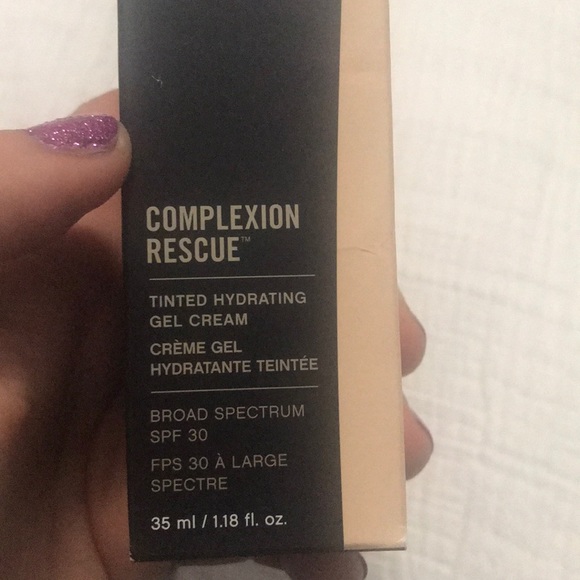 COMPLEXION
RESCUE™
TINTED HYDRATING
GEL CREAM
CRÈME GEL
HYDRATANTE TEINTÉE
BROAD SPECTRUM
SPF 30
FPS 30 À LARGE
SPECTRE
35 ml / 1.18 fl. oz.